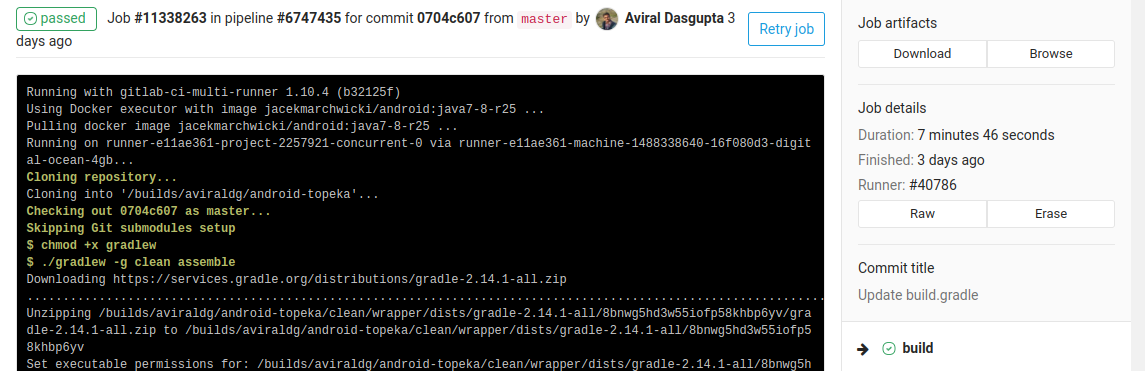 passed Job #11338263 in pipeline #6747435 for commit 0704c607 from master by Aviral Dasgupta 3
days ago
Retry job
Running with gitlab-ci-multi-runner 1.10.4 (b32125f)
Using Docker executor with image jacekmarchwicki/android:java7-8-r25 ...
Pulling docker image jacekmarchwicki/android:java7-8-r25 ...
Running on runner-e11ae361-project-2257921-concurrent-0 via runner-e11ae361-machine-1488338640-16f080d3-digit
al-ocean-4gb...
Cloning repository...
Cloning into '/builds/aviraldg/android-topeka'...
Checking out 0704c607 as master...
Skipping Git submodules setup
$ chmod +x gradlew
$ ./gradlew -g clean assemble
Downloading https://services.gradle.org/distributions/gradle-2.14.1-all.zip
.............................................................................................................
Unzipping /builds/aviraldg/android-topeka/clean/wrapper/dists/gradle-2.14.1-all/8bnwg5hd3w55iofp58khbp6yv/gra
dle-2.14.1-all.zip to /builds/aviraldg/android-topeka/clean/wrapper/dists/gradle-2.14.1-all/8bnwg5hd3w55iofp5
8khbp6yv
Set executable permissions for: /builds/aviraldg/android-topeka/clean/wrapper/dists/gradle-2.14.1-all/8bnwg5h
Job artifacts
Download Browse
Job details
Duration: 7 minutes 46 seconds
Finished: 3 days ago
Runner: #40786
Raw Erase
Commit title
Update build.gradle
build